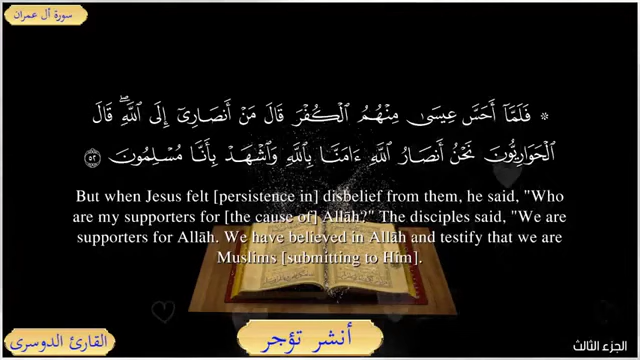 سورة آل عمران
۞ فَلَمَّآ أَحَسَّ عِيسَىٰ مِنْهُمُ ٱلْكُفْرَ قَالَ مَنْ أَنصَارِىٓ إِلَى ٱللَّهِ ۖ قَالَ
ٱلْحَوَارِيُّونَ نَحْنُ أَنصَارُ ٱللَّهِ ءَامَنَّا بِٱللَّهِ وَٱشْهَدْ بِأَنَّا مُسْلِمُونَ ٥٢
But when Jesus felt [persistence in] disbelief from them, he said, "Who
are my supporters for [the cause of] Allāh?" The disciples said, "We are
supporters for Allāh. We have believed in Allāh and testify that we are
Muslims [submitting to Him].
القارئ الدوسرى
أنشر تؤجر
الجزء الثالث